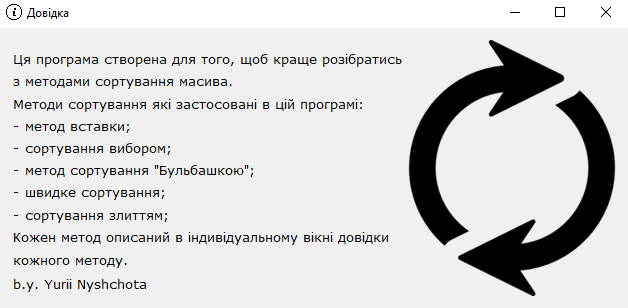 Довідка
Ця програма створена для того, щоб краще розібратись
з методами сортування масива.
Методи сортування які застосовані в цій програмі:
- метод вставки;
- сортування вибором;
- метод сортування "Бульбашкою";
- швидке сортування;
- сортування злиттям;
Кожен метод описаний в індивідуальному вікні довідки
кожного методу.
b.y. Yurii Nyshchota